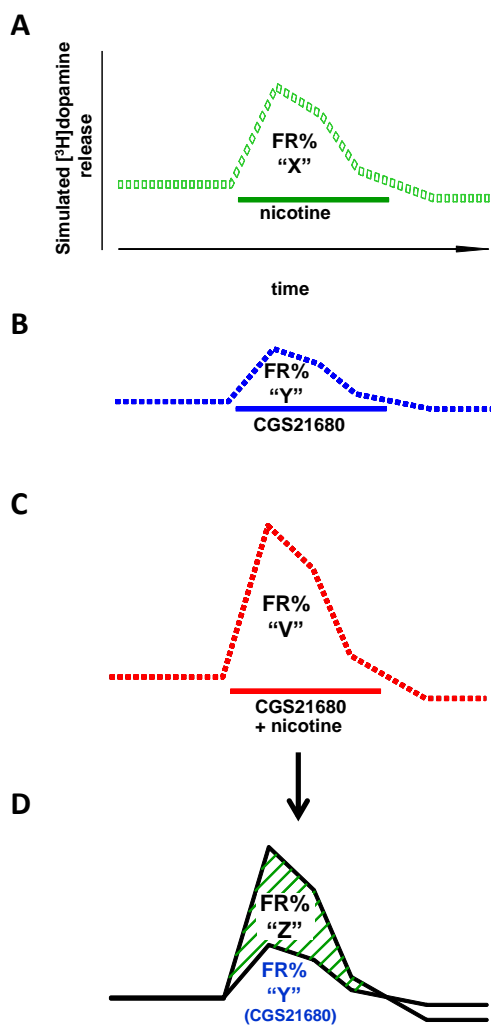 A
Simulated [³H]dopamine
release
FR%
“X”
nicotine
time
B
FR%
“Y”
CGS21680
C
FR%
“V”
CGS21680
+ nicotine
D
FR%
“Z”
FR%
“Y”
(CGS21680)